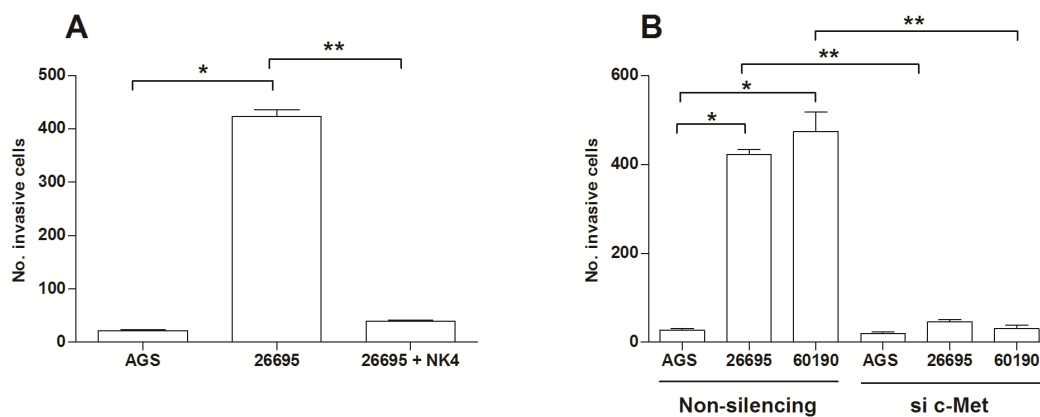 A
B
*
**
500
400
300
200
100
0
No. invasive cells
AGS
26695
26695 + NK4
**
**
*
*
600
400
200
0
No. invasive cells
AGS
26695
60190
AGS
26695
60190
Non-silencing
si c-Met